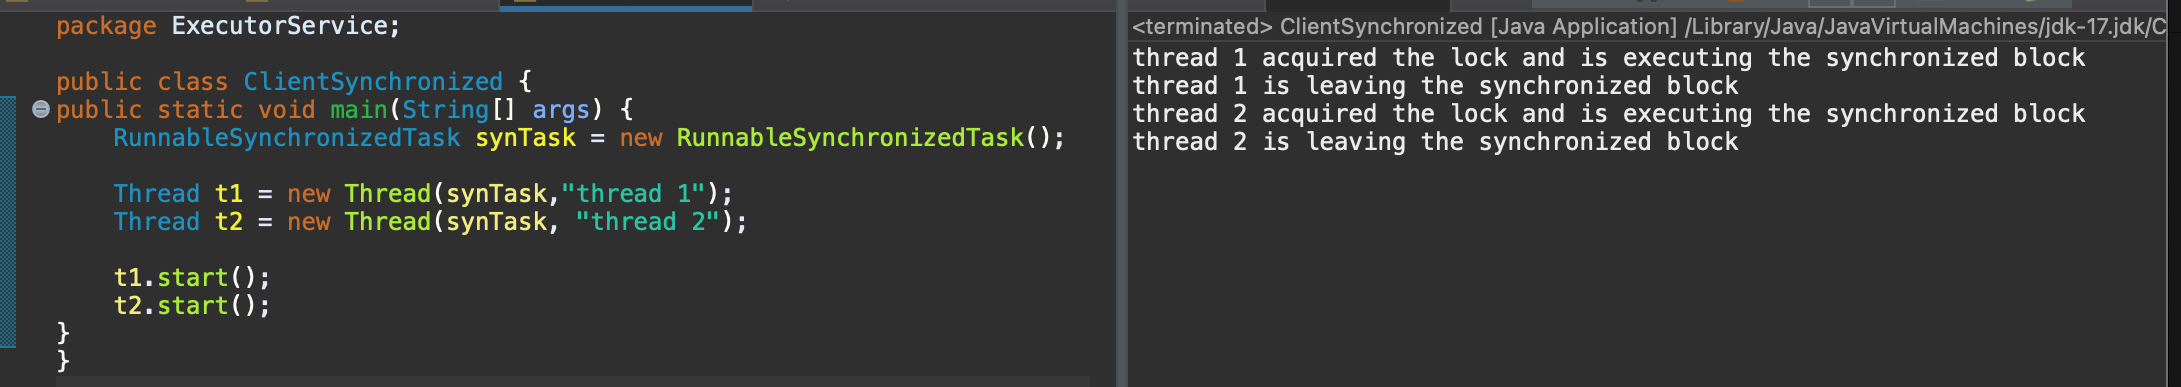 package ExecutorService;
public class ClientSynchronized {
public static void main(String[] args) {
RunnableSynchronizedTask synTask = new RunnableSynchronizedTask();
Thread t1 = new Thread(synTask,"thread 1");
Thread t2 = new Thread(synTask, "thread 2");
t1.start();
t2.start();
}
}
<terminated> ClientSynchronized [Java Application] /Library/Java/JavaVirtualMachines/jdk-17.jdk/C
thread 1 acquired the lock and is executing the synchronized block
thread 1 is leaving the synchronized block
thread 2 acquired the lock and is executing the synchronized block
thread 2 is leaving the synchronized block